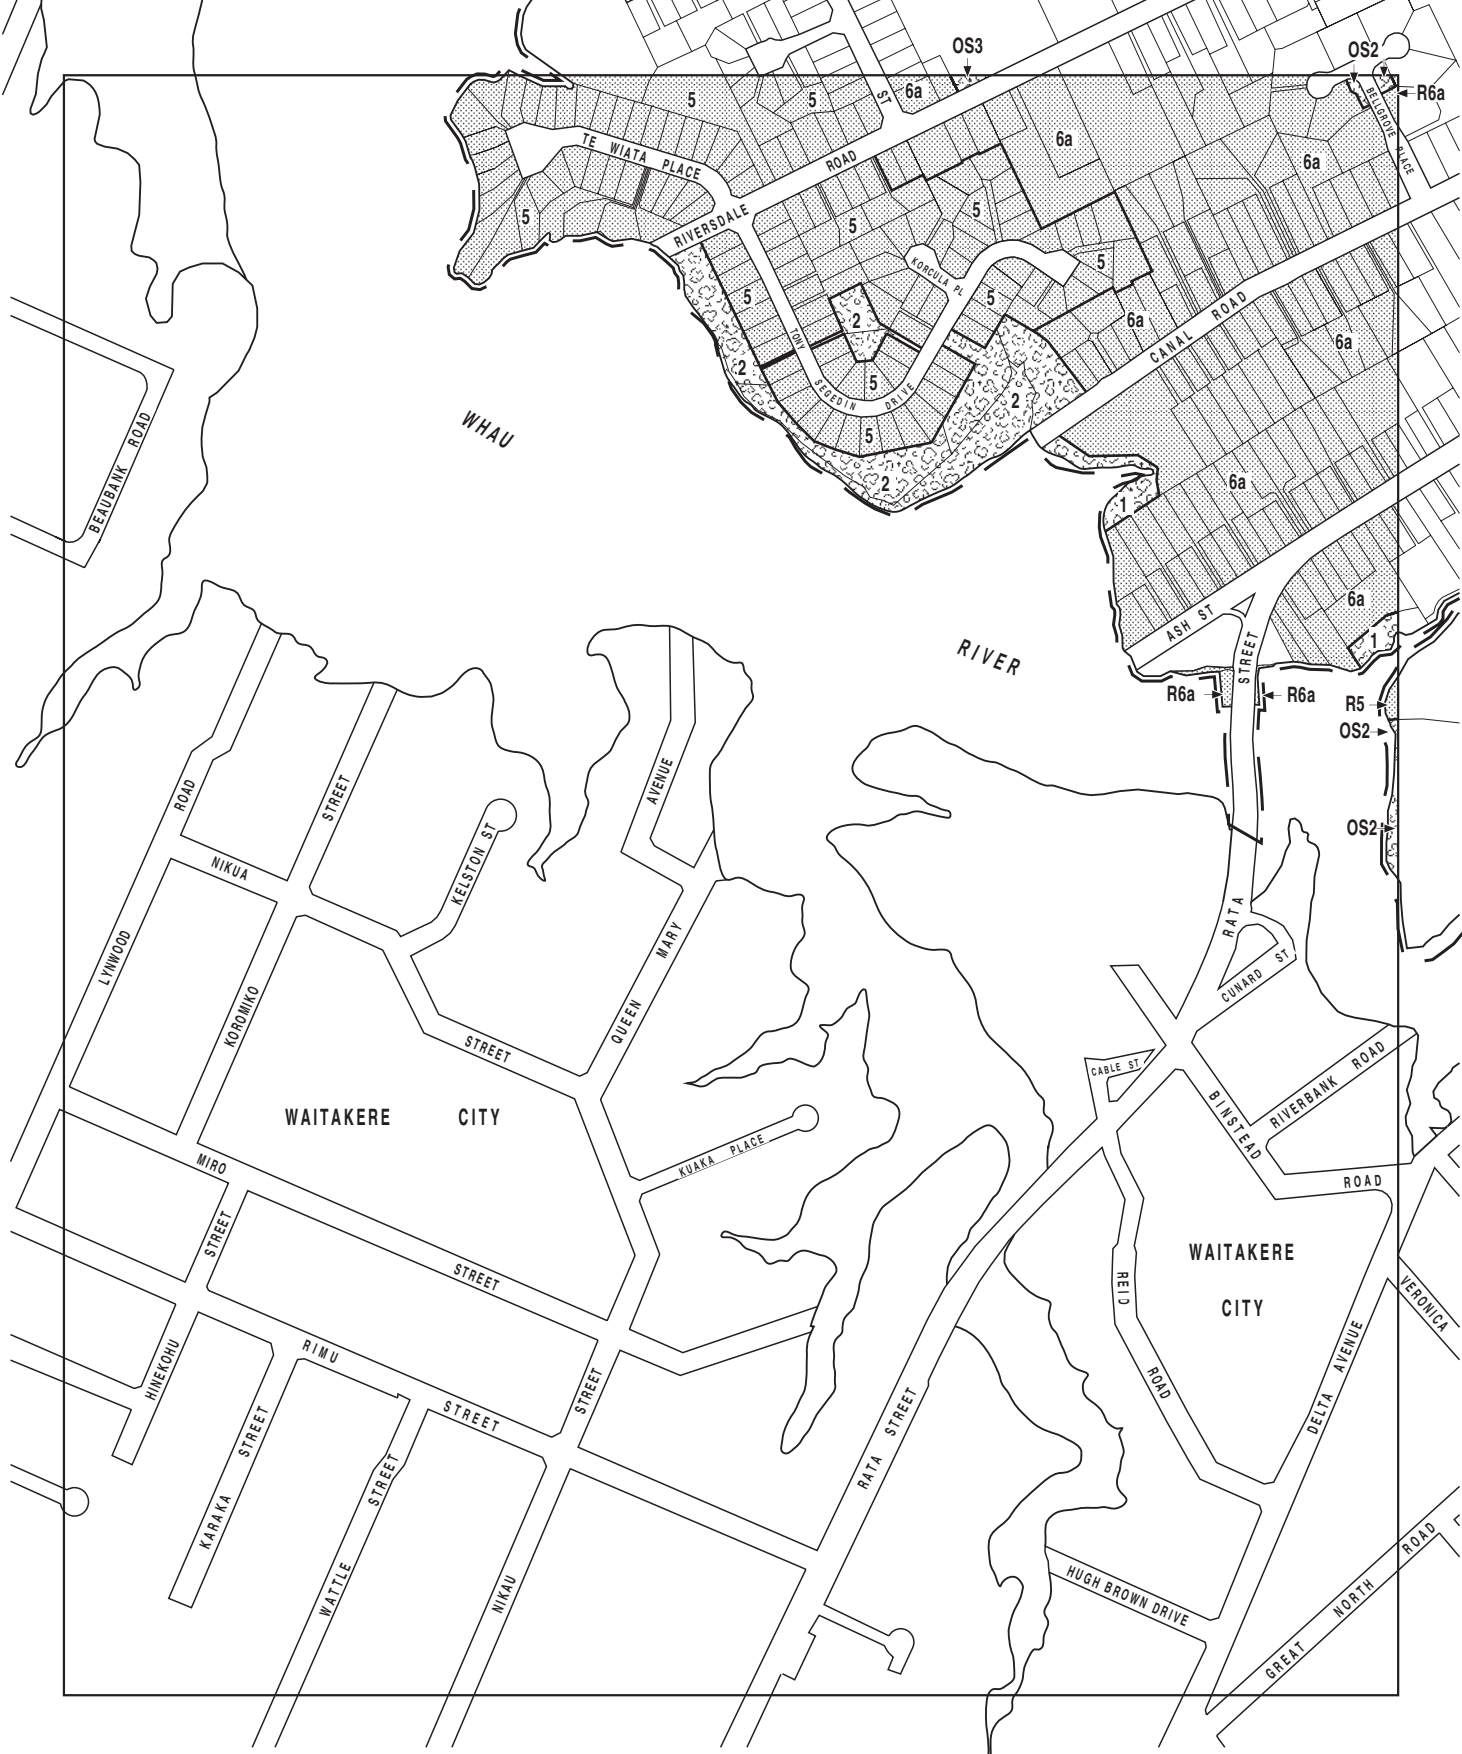 OS3
OS2
5
5
6a
ST
BELLGROVE PLACE
R6a
6a
6a
TE WIATA PLACE
ROAD
5
RIVERSDALE
5
5
KORCULA PL
5
5
5
6a
CANAL ROAD
2
TONY
6a
2
SEGEDIN
5
DRIVE
2
WHAU
5
BEAUBANK ROAD
2
6a
1
6a
ASH ST
1
RIVER
STREET
R6a
R6a
R5
OS2
OS2
ROAD
STREET
AVENUE
NIKUA
KELSTON ST
RATA
LYNWOOD
MARY
CUNARD ST
KOROMIKO
QUEEN
STREET
CABLE ST
RIVERBANK ROAD
BINSTEAD
WAITAKERE CITY
KUAKA PLACE
MIRO
ROAD
STREET
WAITAKERE
CITY
STREET
REID
VERONICA
RIMU
HINEKOHU
STREET
ROAD
DELTA AVENUE
STREET
STREET
RATA STREET
STREET
KARAKA
WATTLE
NIKAU
HUGH BROWN DRIVE
GREAT NORTH ROAD